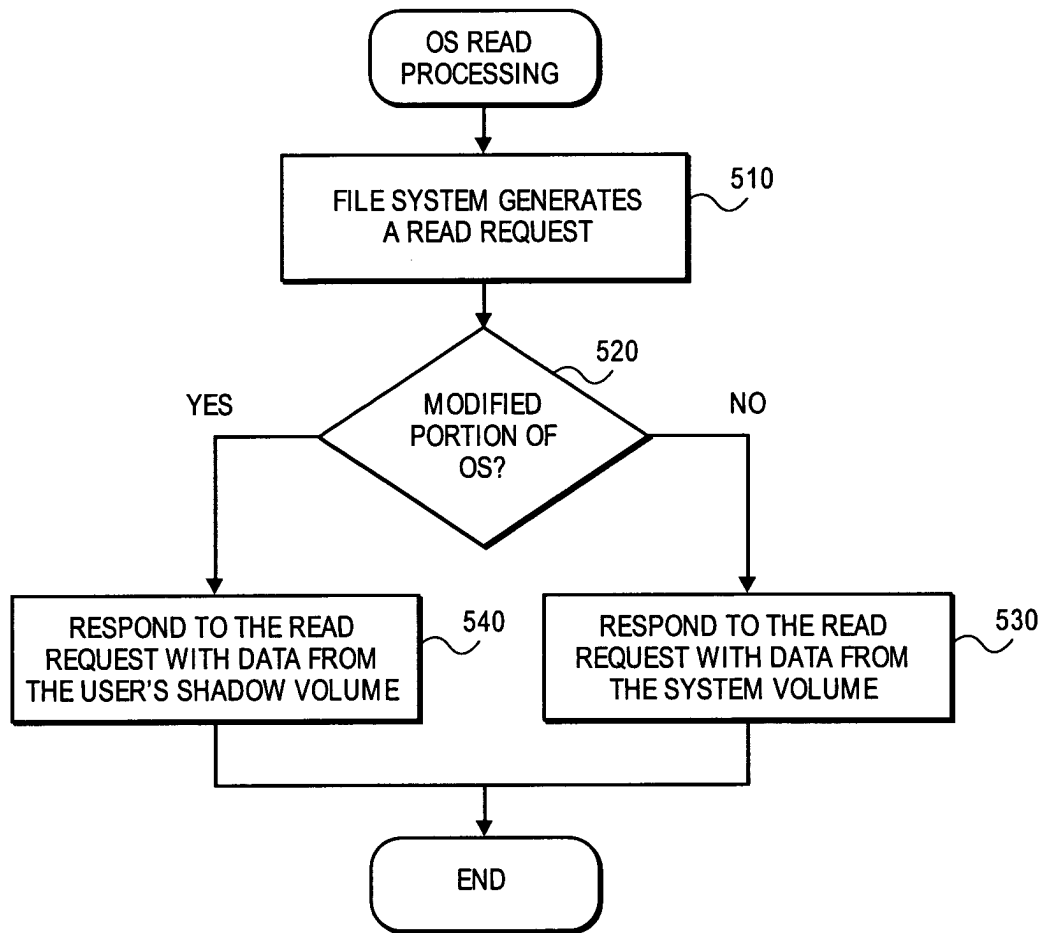 OS READ
PROCESSING
FILE SYSTEM GENERATES
A READ REQUEST
510
520
YES
MODIFIED
PORTION OF
OS?
NO
RESPOND TO THE READ
REQUEST WITH DATA FROM
THE USER'S SHADOW VOLUME
540
RESPOND TO THE READ
REQUEST WITH DATA FROM
THE SYSTEM VOLUME
530
END